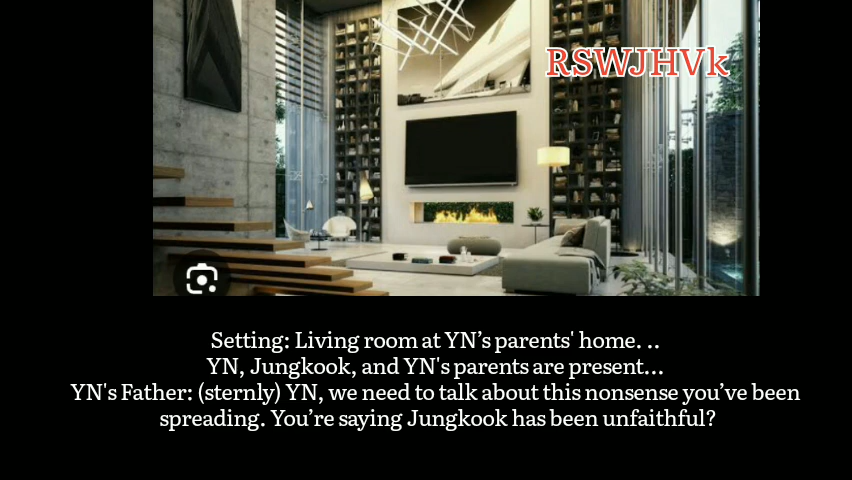 RSWJHVk
Setting: Living room at YN’s parents' home. ..
YN, Jungkook, and YN's parents are present...
YN's Father: (sternly) YN, we need to talk about this nonsense you’ve been
spreading. You’re saying Jungkook has been unfaithful?